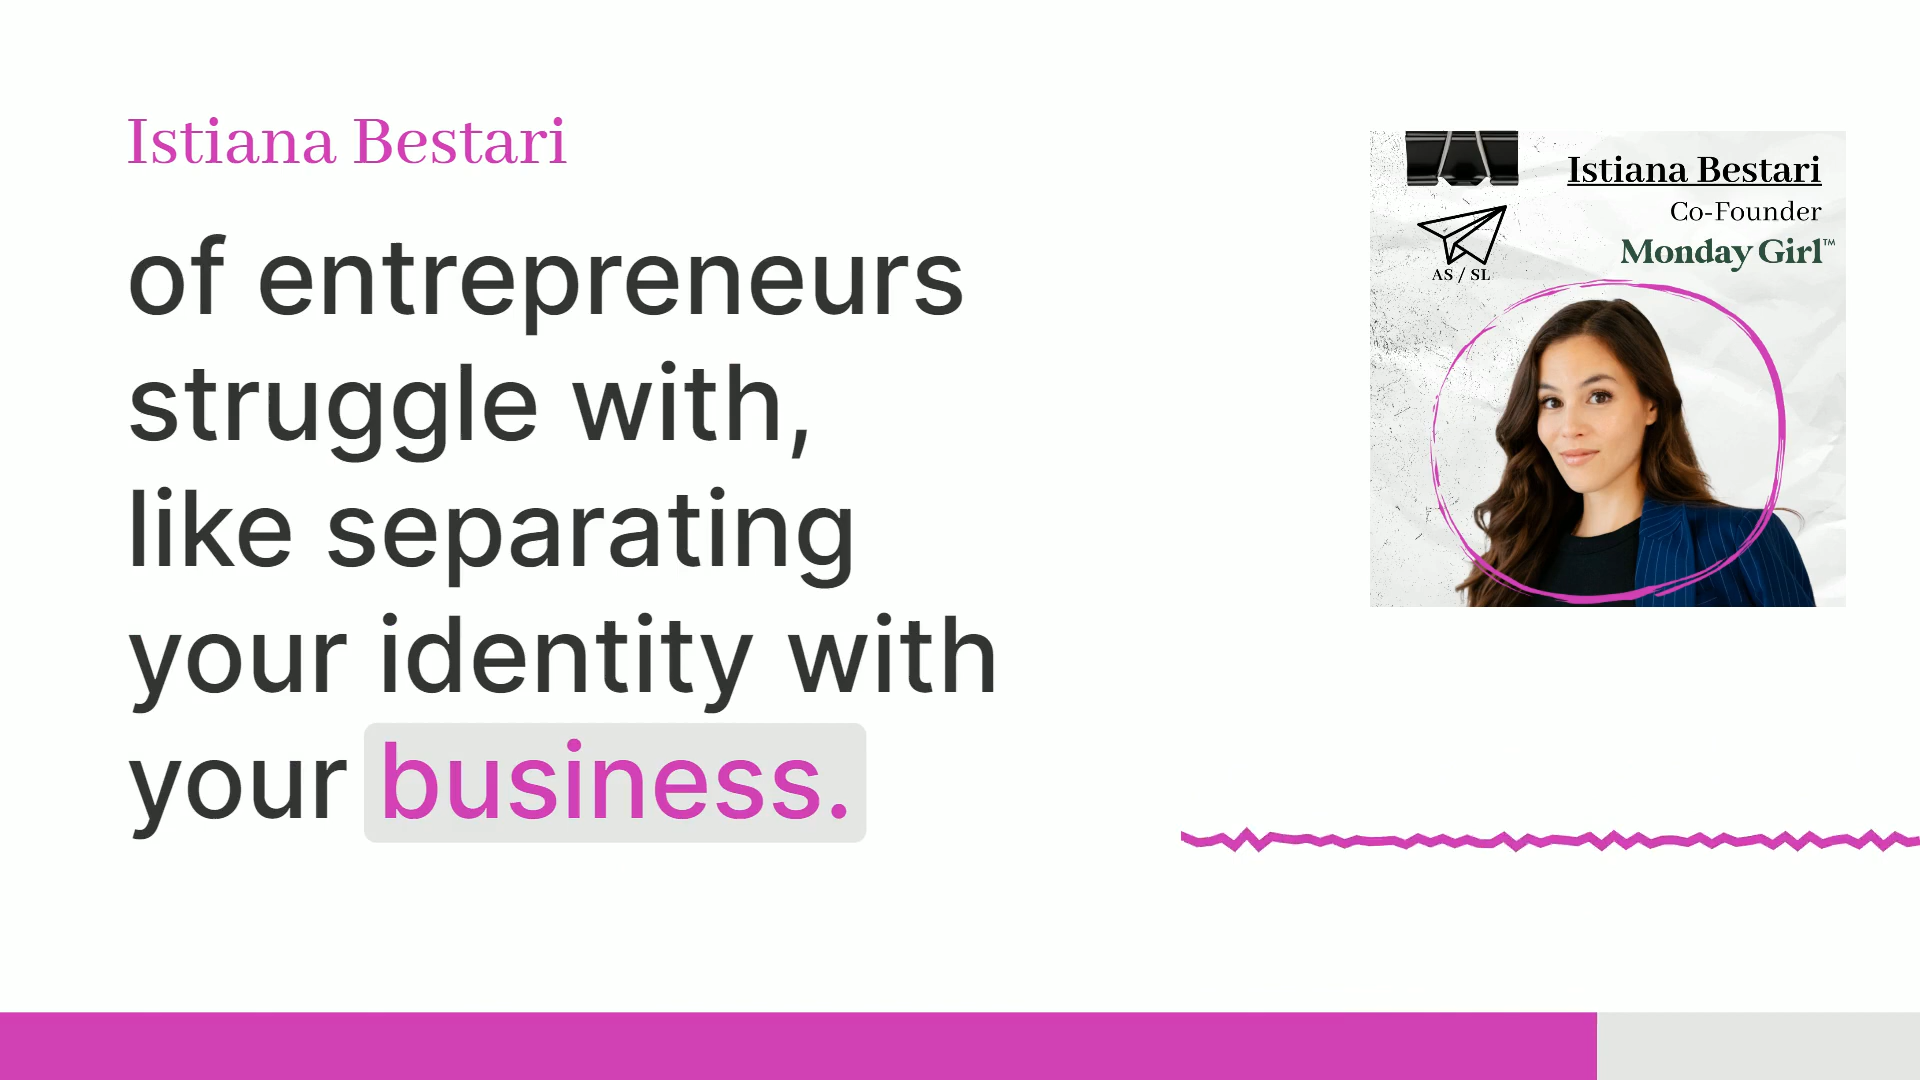 Istiana Bestari
of entrepreneurs
struggle with,
like separating
your identity with
your business.
Istiana Bestari
Co-Founder
Monday Girl™
AS / SL